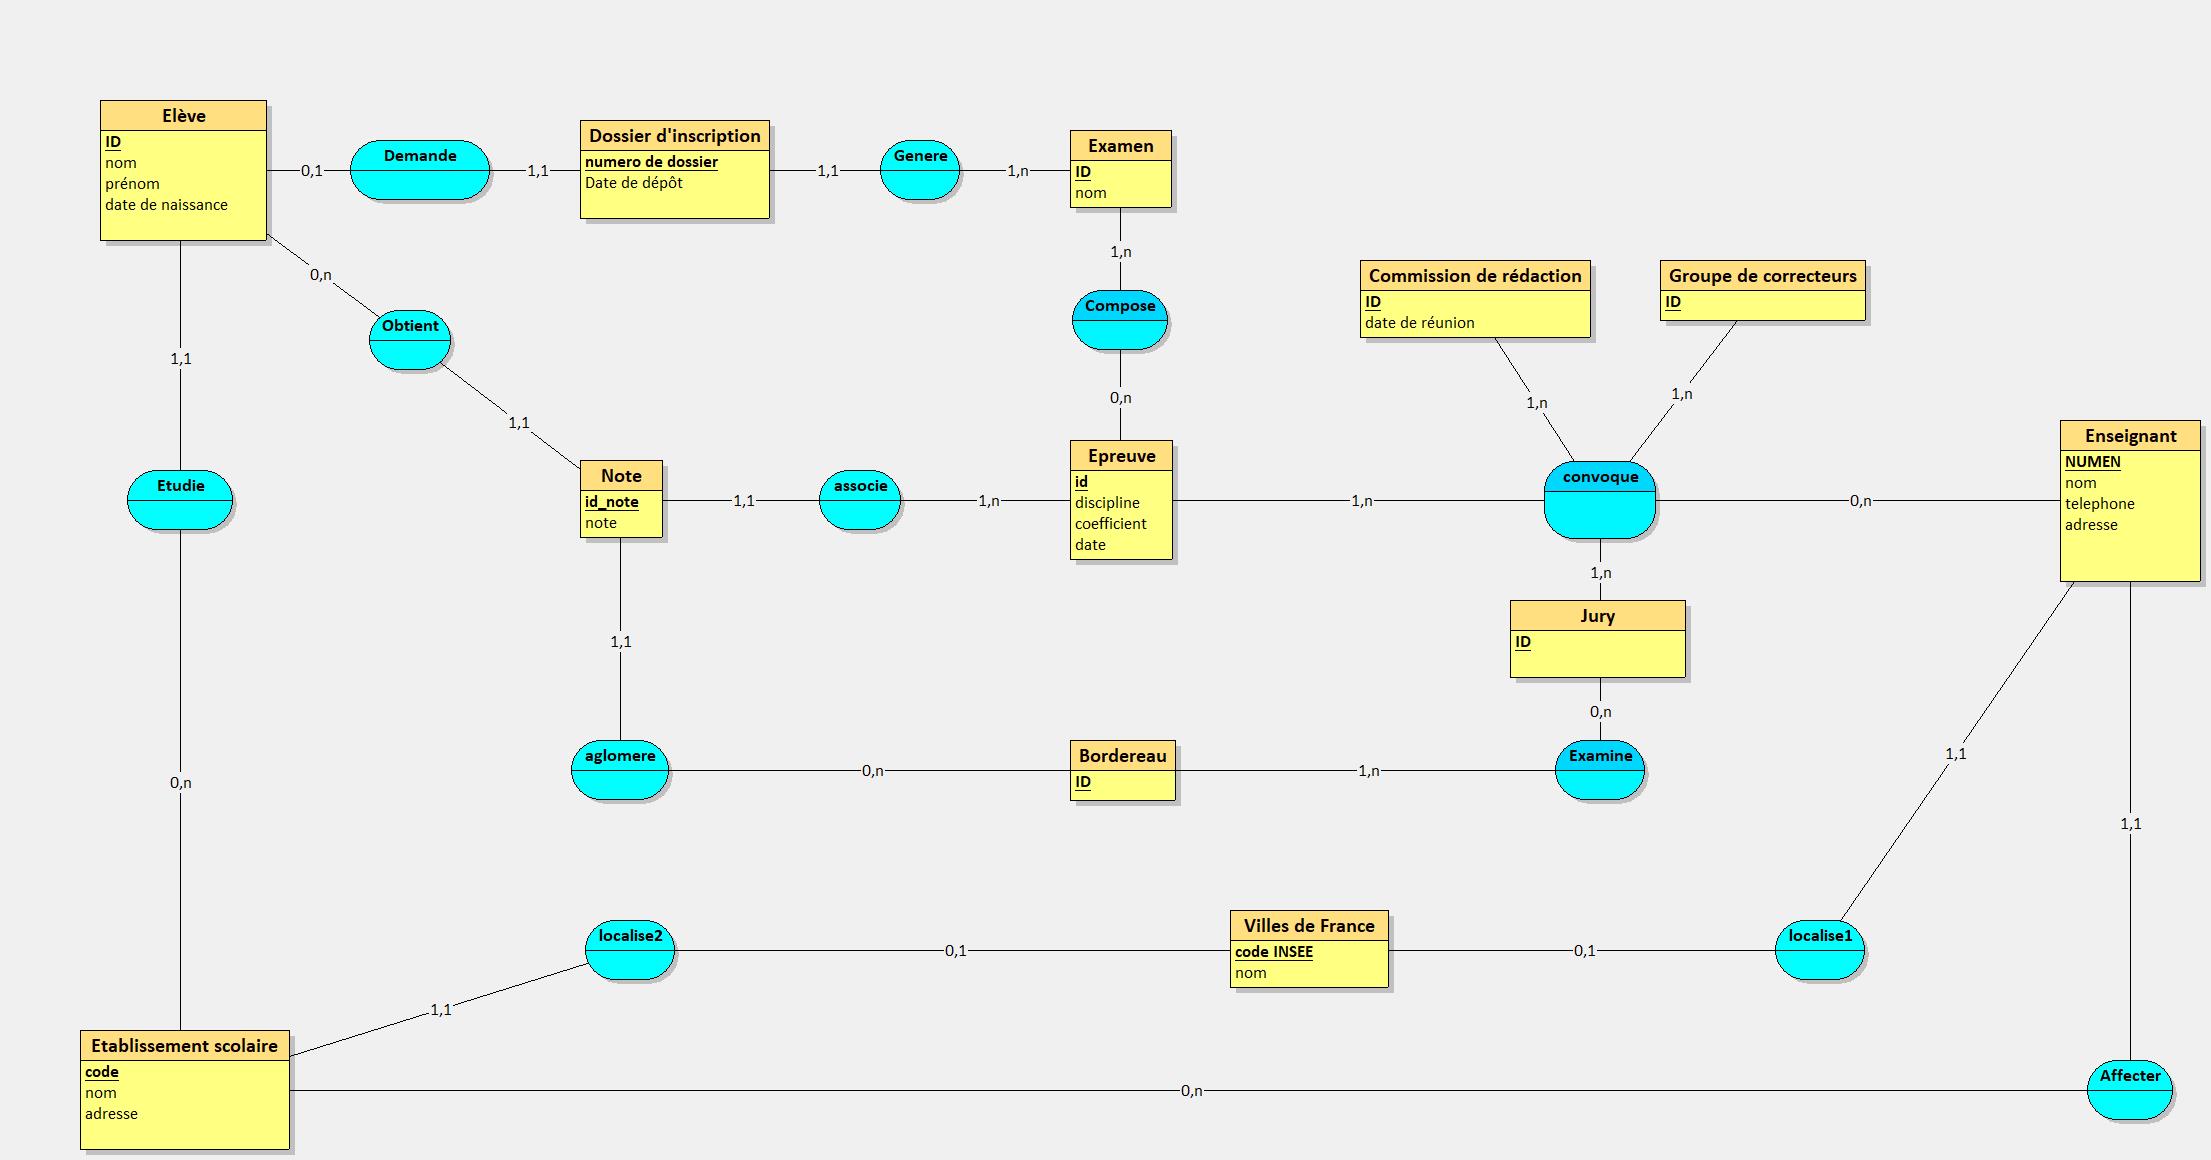 Elève
ID
nom
prénom
date de naissance
0,1
Demande
1,1
Dossier d'inscription
numero de dossier
Date de dépôt
1,1
Genere
1,n
Examen
ID
nom
1,n
Compose
0,n
0,n
Obtient
1,1
1,1
Etudie
0,n
Commission de rédaction
ID
date de réunion
Groupe de correcteurs
ID
1,n
1,n
Note
id_note
note
1,1
associe
1,n
Epreuve
id
discipline
coefficient
date
1,n
convoque
0,n
Enseignant
NUMEN
nom
telephone
adresse
1,n
Jury
ID
0,n
1,1
aglomere
0,n
Bordereau
ID
1,n
Examine
1,1
1,1
localise2
0,1
Villes de France
code INSEE
nom
0,1
localise1
1,1
Etablissement scolaire
code
nom
adresse
0,n
Affecter